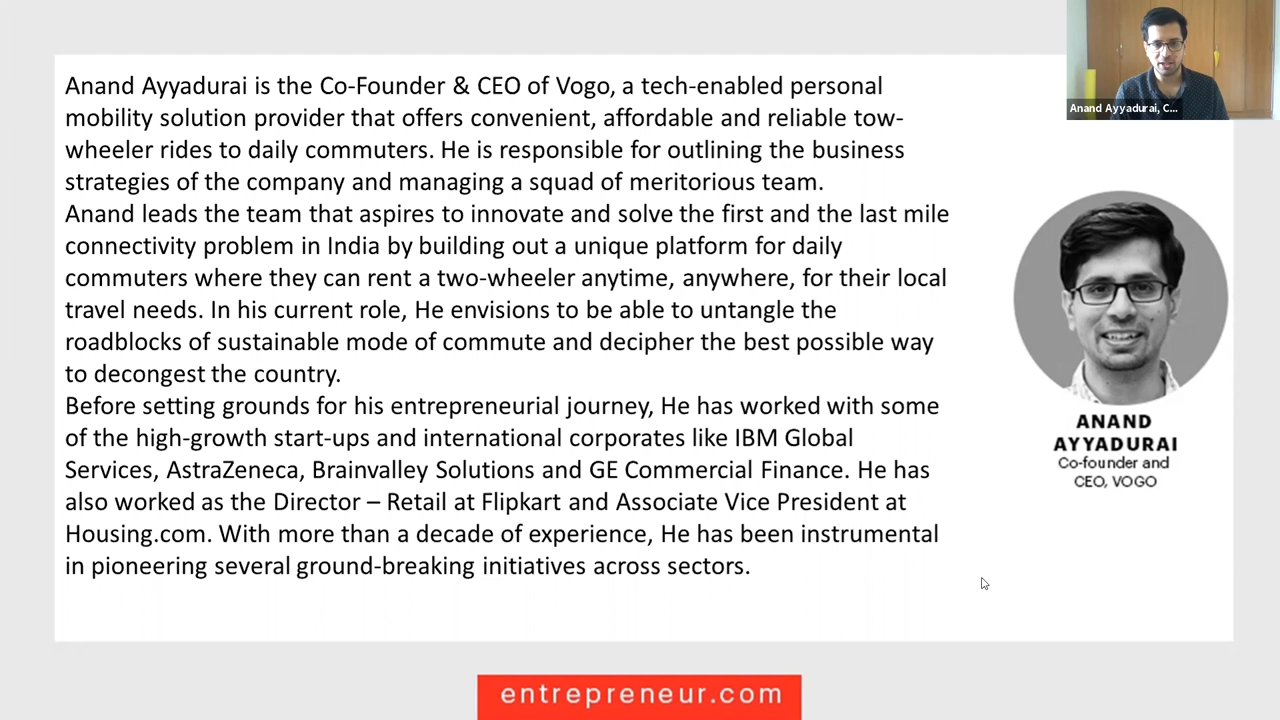 Anand Ayyadurai is the Co-Founder & CEO of Vogo, a tech-enabled personal
mobility solution provider that offers convenient, affordable and reliable tow-
wheeler rides to daily commuters. He is responsible for outlining the business
strategies of the company and managing a squad of meritorious team.
Anand leads the team that aspires to innovate and solve the first and the last mile
connectivity problem in India by building out a unique platform for daily
commuters where they can rent a two-wheeler anytime, anywhere, for their local
travel needs. In his current role, He envisions to be able to untangle the
roadblocks of sustainable mode of commute and decipher the best possible way
to decongest the country.
Before setting grounds for his entrepreneurial journey, He has worked with some
of the high-growth start-ups and international corporates like IBM Global
Services, AstraZeneca, Brainvalley Solutions and GE Commercial Finance. He has
also worked as the Director – Retail at Flipkart and Associate Vice President at
Housing.com. With more than a decade of experience, He has been instrumental
in pioneering several ground-breaking initiatives across sectors.
Anand Ayyadurai, C...
ANAND
AYYADURAI
Co-founder and
CEO, VOGO
entrepreneur.com